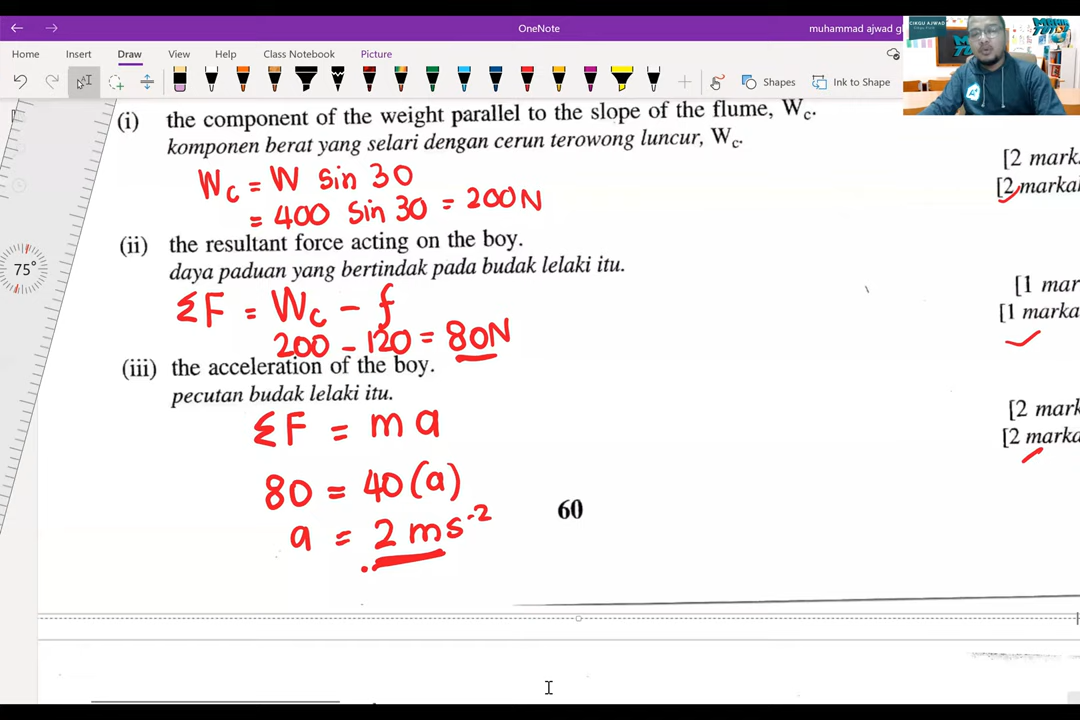 OneNote
muhammad ajwad
CIKGU AJWAD
Home Insert Draw View Help Class Notebook Picture
Shapes Ink to Shape
(i) the component of the weight parallel to the slope of the flume, Wc.
komponen berat yang selari dengan cerun terowong luncur, Wc.
[2 mark
[2 markal
Wc = W sin 30
= 400 sin 30 = 200N
(ii) the resultant force acting on the boy.
daya paduan yang bertindak pada budak lelaki itu.
[1 mar
[1 marka
ΣF = Wc - f
200 - 120 = 80N
75°
(iii) the acceleration of the boy.
pecutan budak lelaki itu.
[2 mark
[2 marka
ΣF = ma
80 = 40(a)
a = 2 ms-2
60